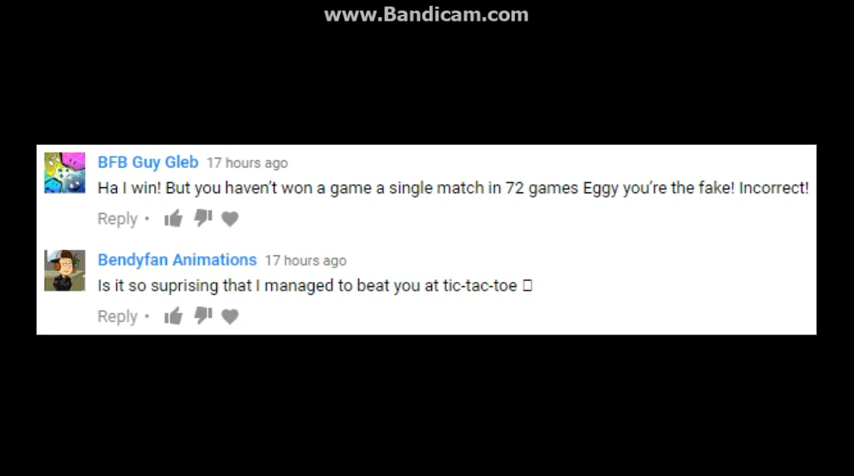 www.Bandicam.com
BFB Guy Gleb 17 hours ago
Ha I win! But you haven't won a game a single match in 72 games Eggy you're the fake! Incorrect!
Reply •
Bendyfan Animations 17 hours ago
Is it so suprising that I managed to beat you at tic-tac-toe
Reply •